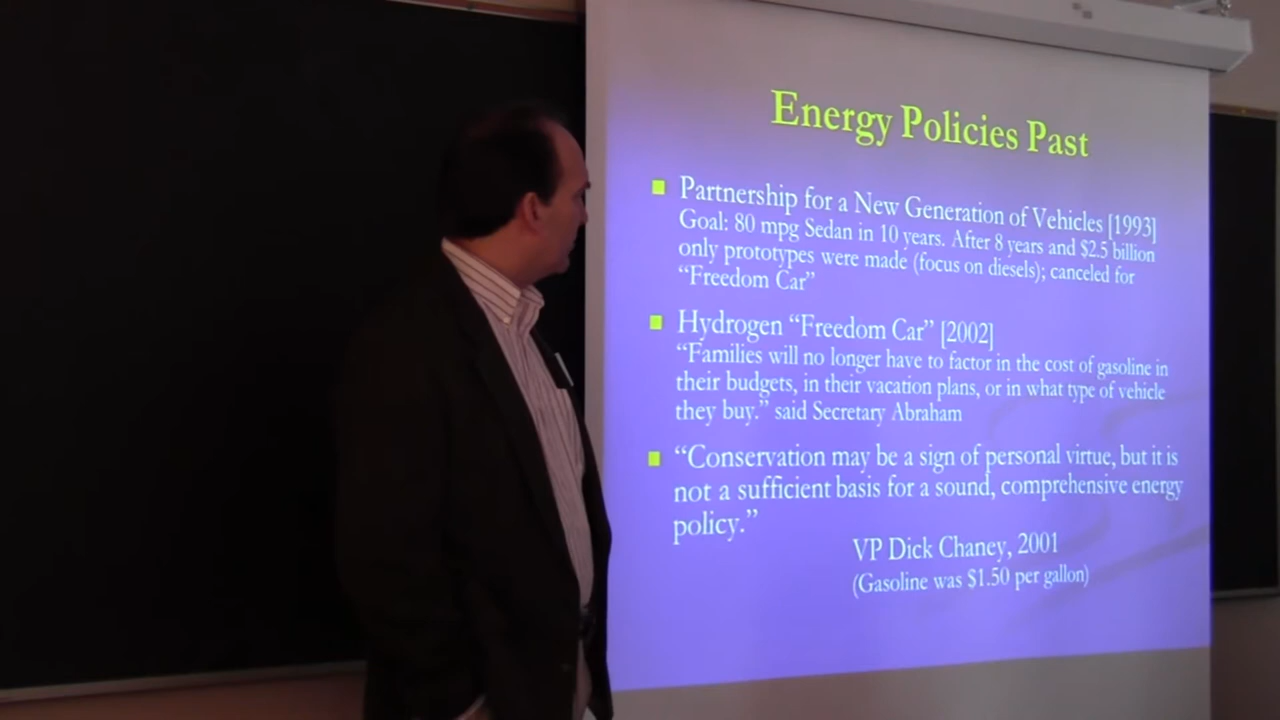 Energy Policies Past
Partnership for a New Generation of Vehicles [1993]
Goal: 80 mpg Sedan in 10 years. After 8 years and $2.5 billion
only prototypes were made (focus on diesels); canceled for
“Freedom Car”
Hydrogen “Freedom Car” [2002]
“Families will no longer have to factor in the cost of gasoline in
their budgets, in their vacation plans, or in what type of vehicle
they buy.” said Secretary Abraham
“Conservation may be a sign of personal virtue, but it is
not a sufficient basis for a sound, comprehensive energy
policy.”
VP Dick Chaney, 2001
(Gasoline was $1.50 per gallon)